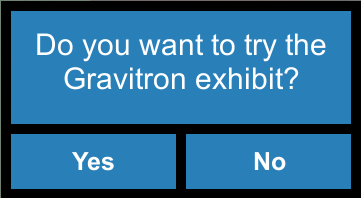 Do you want to try the
Gravitron exhibit?
Yes
No